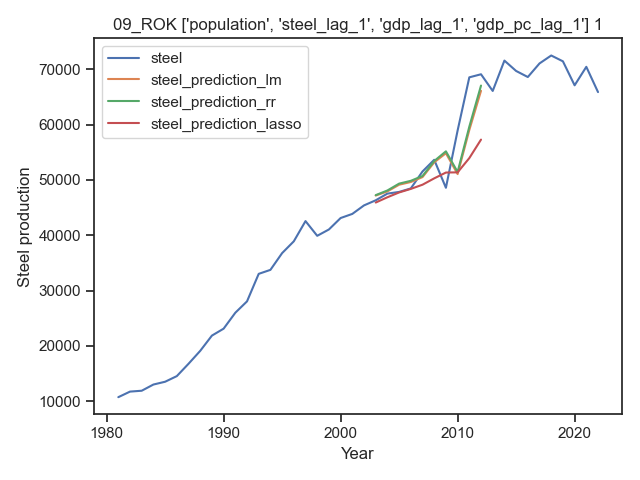 09_ROK ['population', 'steel_lag_1', 'gdp_lag_1', 'gdp_pc_lag_1'] 1
steel
steel_prediction_lm
steel_prediction_rr
steel_prediction_lasso
Steel production
70000
60000
50000
40000
30000
20000
10000
1980 1990 2000 2010 2020
Year